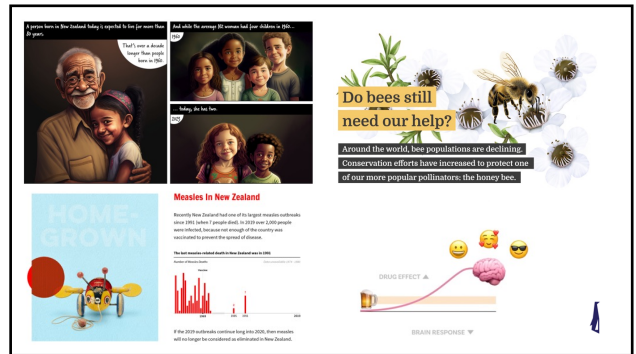 A person born in New Zealand today is expected to live for more than
80 years.
That's over a decade
longer than people
born in 1960.
And while the average NZ woman had four children in 1960...
1960
... today, she has two.
2021
HOME-
GROWN
Measles In New Zealand
Recently New Zealand had one of its largest measles outbreaks
since 1991 (when 7 people died). In 2019 over 2,000 people
were infected, because not enough of the country was
vaccinated to prevent the spread of disease.
The last measles-related death in New Zealand was in 1991
Number of Measles Deaths
If the 2019 outbreaks continue long into 2020, then measles
will no longer be considered as eliminated in New Zealand.
Do bees still
need our help?
Around the world, bee populations are declining.
Conservation efforts have increased to protect one
of our more popular pollinators: the honey bee.
DRUG EFFECT ▲
BRAIN RESPONSE ▼